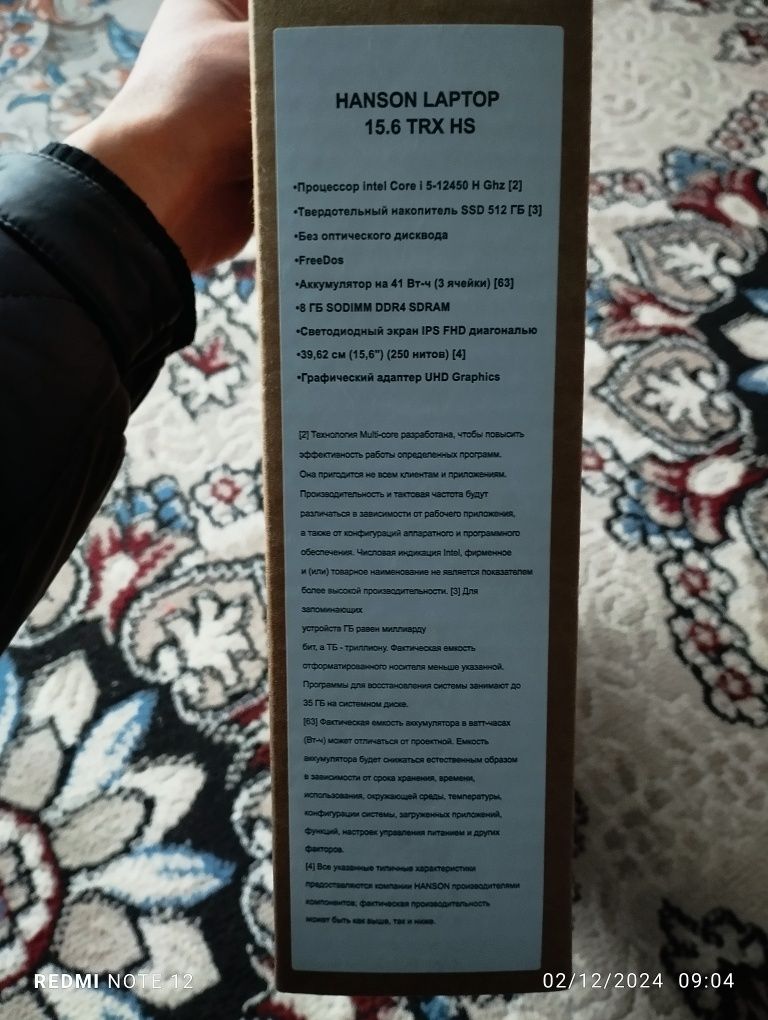 HANSON LAPTOP
15.6 TRX HS
•Процессор intel Core i 5-12450 H Ghz [2]
•Твердотельный накопитель SSD 512 ГБ [3]
•Без оптического дисквода
•FreeDos
•Аккумулятор на 41 Вт-ч (3 ячейки) [63]
•8 ГБ SODIMM DDR4 SDRAM
•Светодиодный экран IPS FHD диагональю
•39,62 см (15,6") (250 нитов) [4]
•Графический адаптер UHD Graphics
[2] Технология Multi-core разработана, чтобы повысить
эффективность работы определенных программ.
Она пригодится не всем клиентам и приложениям.
Производительность и тактовая частота будут
различаться в зависимости от рабочего приложения,
а также от конфигураций аппаратного и программного
обеспечения. Числовая индикация Intel, фирменное
и (или) товарное наименование не является показателем
более высокой производительности. [3] Для
запоминающих
устройств ГБ равен миллиарду
бит, а ТБ - триллиону. Фактическая емкость
отформатированного носителя меньше указанной.
Программы для восстановления системы занимают до
35 ГБ на системном диске.
[63] Фактическая емкость аккумулятора в ватт-часах
(Вт-ч) может отличаться от проектной. Емкость
аккумулятора будет снижаться естественным образом
в зависимости от срока хранения, времени,
использования, окружающей среды, температуры,
конфигурации системы, загруженных приложений,
функций, настроек управления питанием и других
факторов.
[4] Все указанные типичные характеристики
предоставляются компании HANSON производителями
компонентов; фактическая производительность
может быть как выше, так и ниже.
REDMI NOTE 12
02/12/2024 09:04